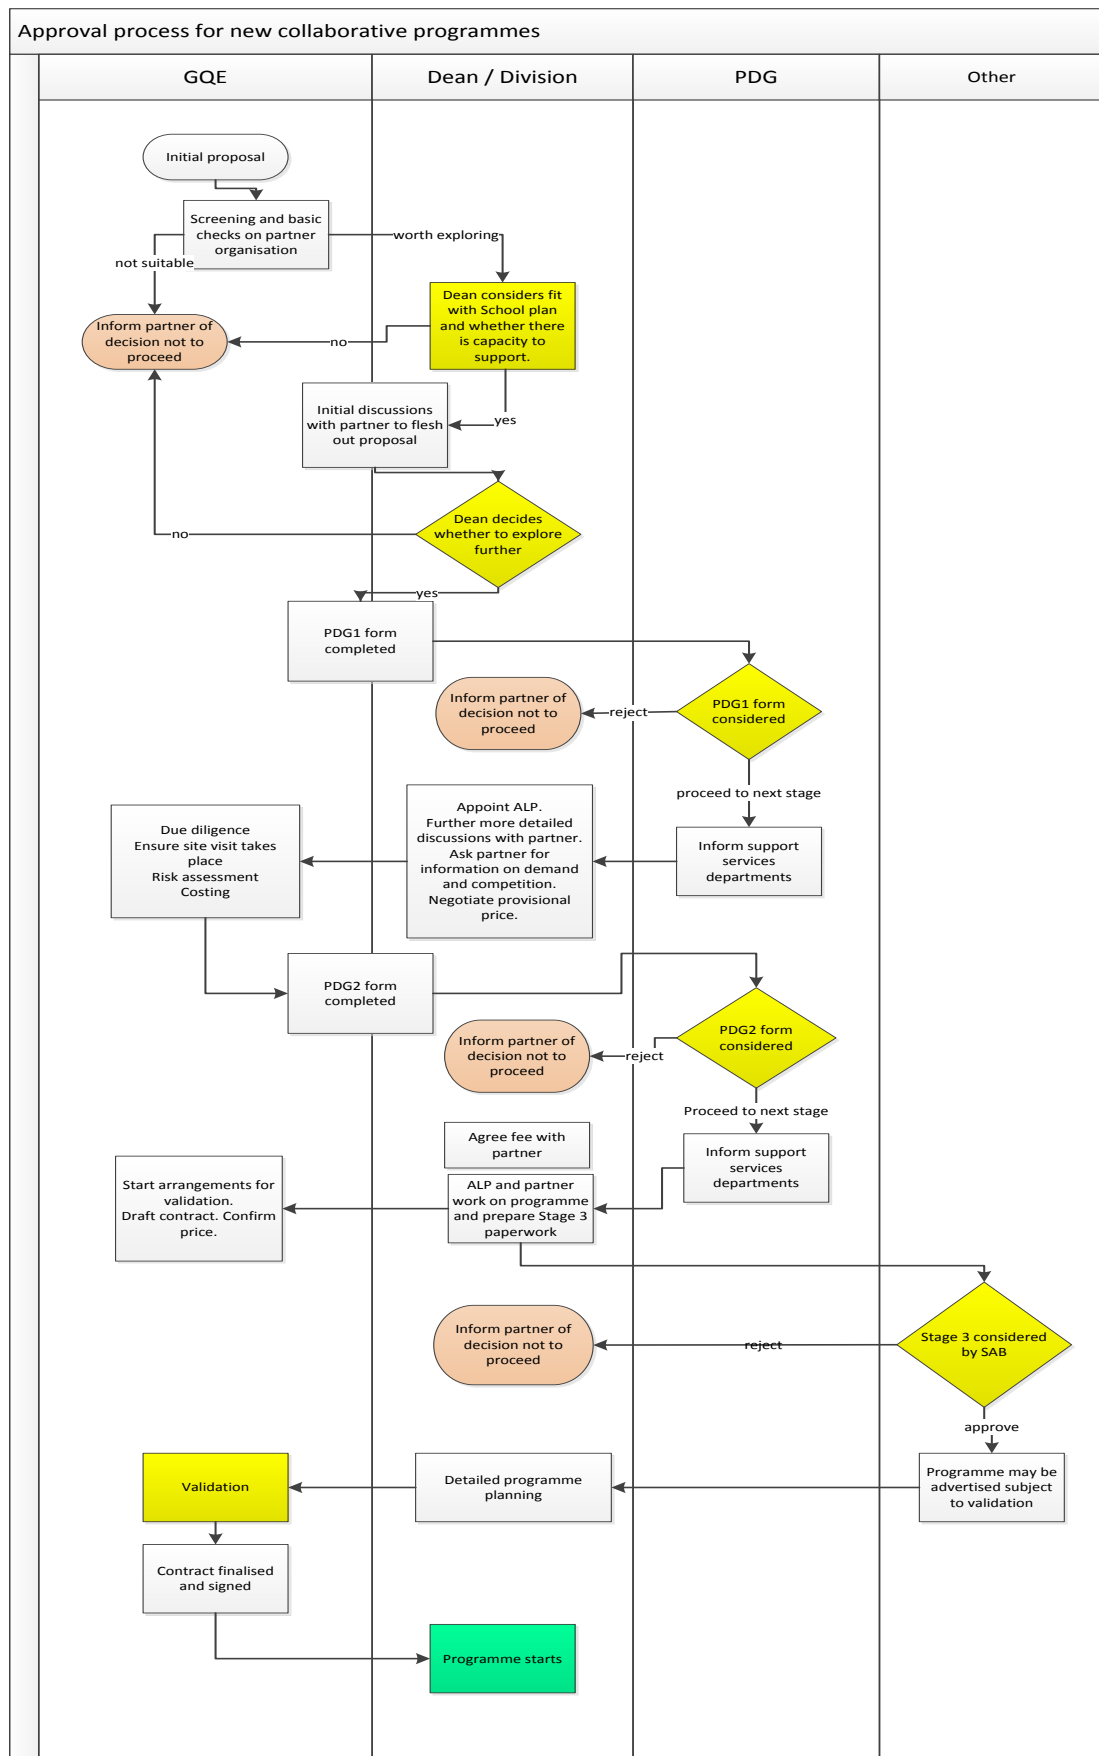 Approval process for new collaborative programmes
GQE
Dean / Division
PDG
Other
Initial proposal
Screening and basic
checks on partner
organisation
worth exploring
not suitable
Inform partner of
decision not to
proceed
Dean considers fit
with School plan
and whether there
is capacity to
support.
no
yes
Initial discussions
with partner to flesh
out proposal
Dean decides
whether to explore
further
no
yes
PDG1 form
completed
PDG1 form
considered
reject
Inform partner of
decision not to
proceed
proceed to next stage
Inform support
services
departments
Appoint ALP.
Further more detailed
discussions with partner.
Ask partner for
information on demand
and competition.
Negotiate provisional
price.
Due diligence
Ensure site visit takes
place
Risk assessment
Costing
PDG2 form
completed
PDG2 form
considered
reject
Inform partner of
decision not to
proceed
Proceed to next stage
Inform support
services
departments
Agree fee with
partner
ALP and partner
work on programme
and prepare Stage 3
paperwork
Start arrangements for
validation.
Draft contract. Confirm
price.
Stage 3 considered
by SAB
reject
Inform partner of
decision not to
proceed
approve
Programme may be
advertised subject
to validation
Detailed programme
planning
Validation
Contract finalised
and signed
Programme starts